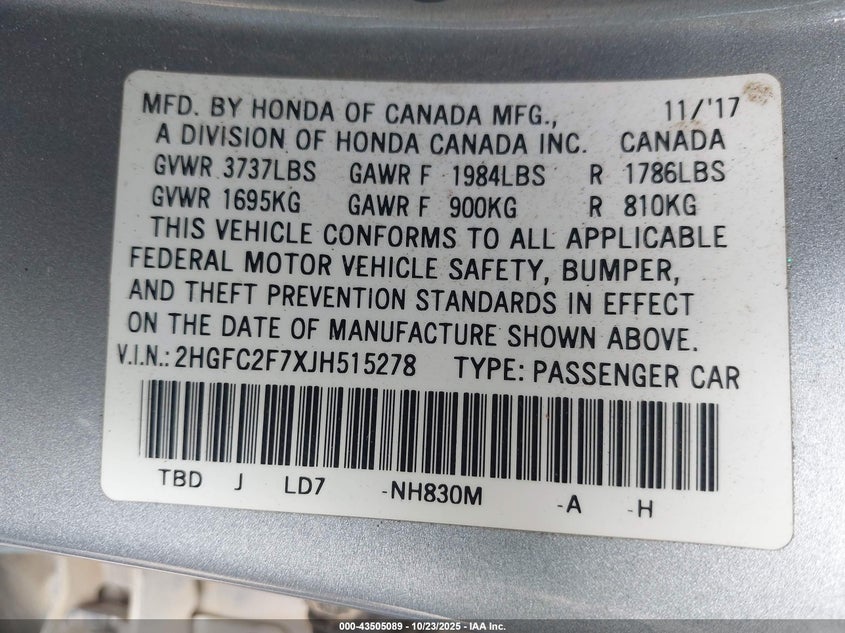 MFD. BY HONDA OF CANADA MFG., 11/'17
A DIVISION OF HONDA CANADA INC. CANADA
GVWR 3737LBS GAWR F 1984LBS R 1786LBS
GVWR 1695KG GAWR F 900KG R 810KG
THIS VEHICLE CONFORMS TO ALL APPLICABLE
FEDERAL MOTOR VEHICLE SAFETY, BUMPER,
AND THEFT PREVENTION STANDARDS IN EFFECT
ON THE DATE OF MANUFACTURE SHOWN ABOVE.
V.I.N.: 2HGFC2F7XJH515278 TYPE: PASSENGER CAR
TBD J LD7 -NH830M -A -H
000-43505089 - 10/23/2025 - IAA Inc.